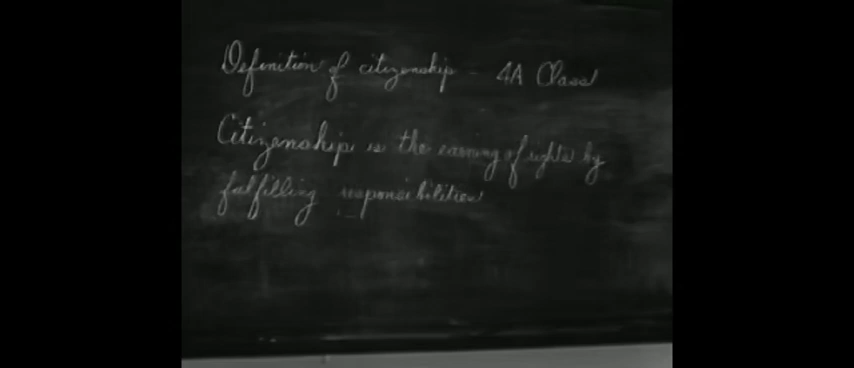 Definition of citizenship - 4A Class
Citizenship is the earning of rights by
fulfilling responsibilities